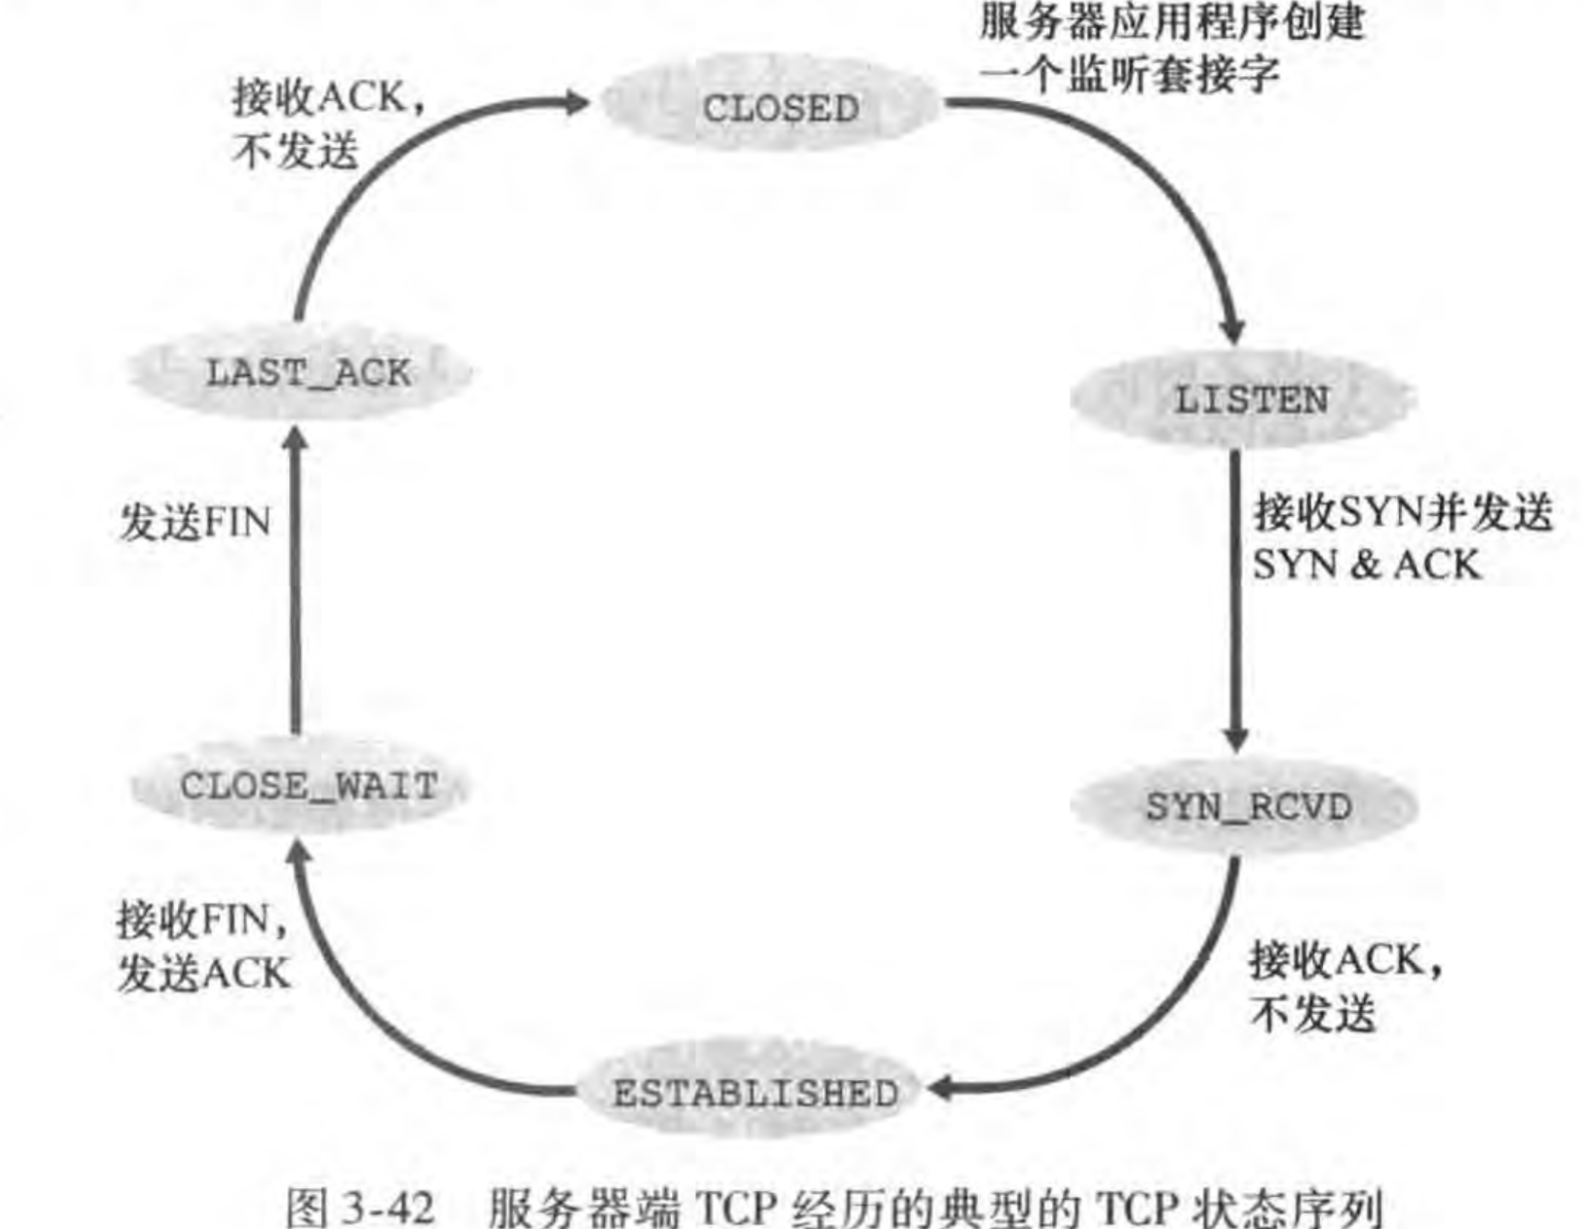 服务器应用程序创建
一个监听套接字
接收ACK，
不发送
CLOSED
LAST_ACK
LISTEN
发送FIN
接收SYN并发送
SYN & ACK
CLOSE_WAIT
SYN_RCVD
接收FIN，
发送ACK
接收ACK，
不发送
ESTABLISHED
图 3-42 服务器端 TCP 经历的典型的 TCP 状态序列